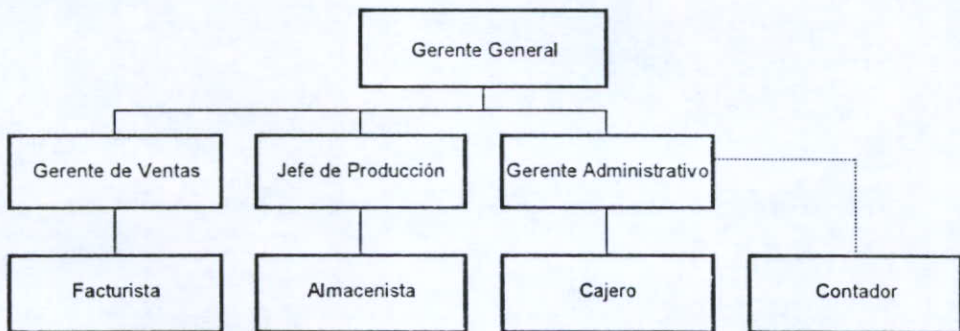 Gerente General
Gerente de Ventas
Jefe de Producción
Gerente Administrativo
Facturista
Almacenista
Cajero
Contador